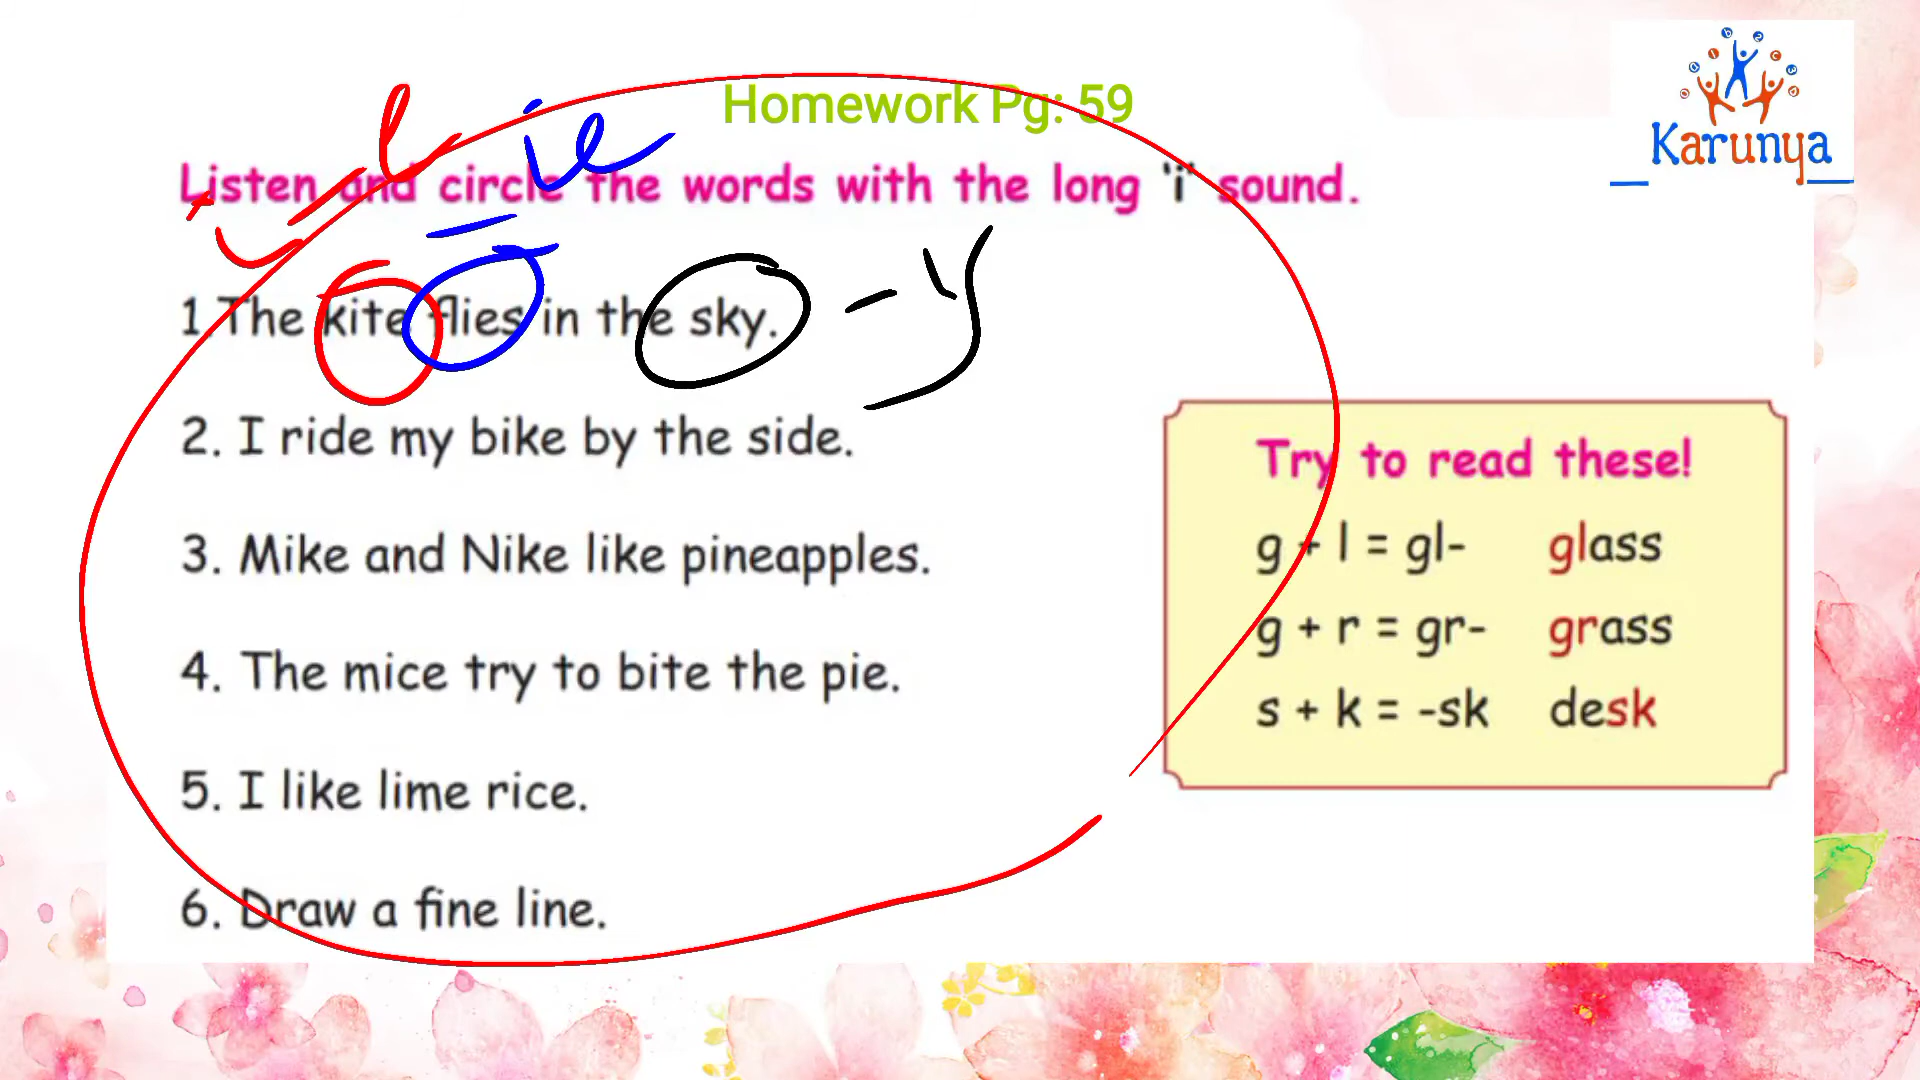 Karunya
Homework Pg: 59
i_e
ie
Listen and circle the words with the long 'i' sound.
1 The kite flies in the sky. -y
2. I ride my bike by the side.
3. Mike and Nike like pineapples.
4. The mice try to bite the pie.
5. I like lime rice.
6. Draw a fine line.
Try to read these!
g + l = gl- glass
g + r = gr- grass
s + k = -sk desk